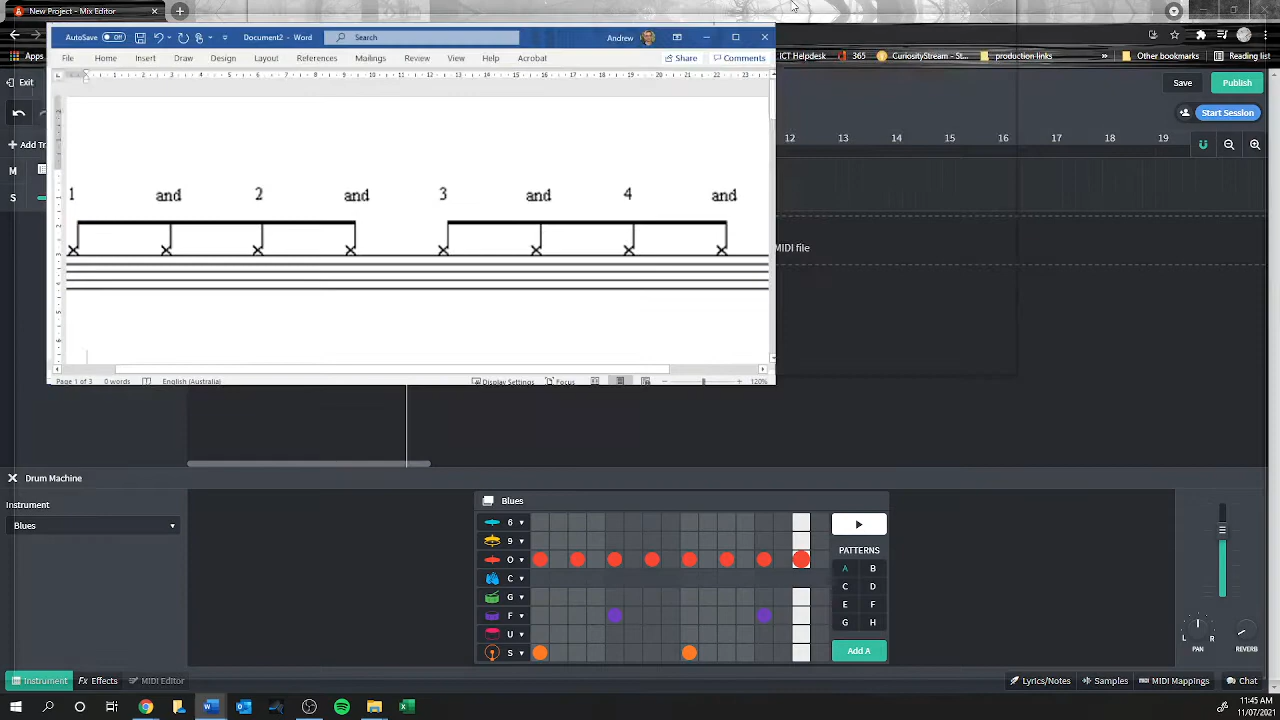 New Project - Mix Editor
AutoSave Off Document2 - Word Search Andrew
File Home Insert Draw Design Layout References Mailings Review View Help Acrobat Share Comments
Apps ICT Helpdesk 365 CuriosityStream - St... production links Other bookmarks Reading list
Exit Save Publish
Start Session
Add Tr
12 13 14 15 16 17 18 19
M
S
1 and 2 and 3 and 4 and
MIDI file
Page 1 of 3 0 words English (Australia) Display Settings Focus 120%
Drum Machine
Instrument
Blues
Blues
6
9
O
C
G
F
U
S
PATTERNS
A B
C D
E F
G H
Add A
L R
PAN REVERB
Instrument Effects MIDI Editor Lyrics/Notes Samples MIDI Mappings Chat
11:45 AM
11/07/2021